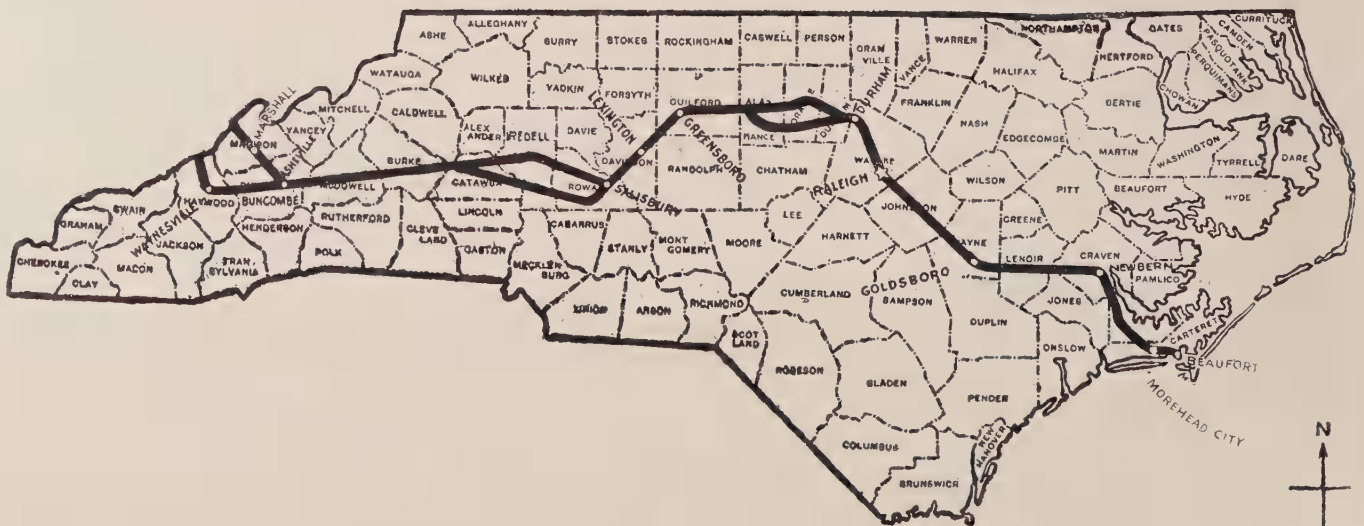 ALLEGHANY
ASHE
SURRY
STOKES
ROCKINGHAM
CASWELL
PERSON
GRAN VILLE
VANCE
WARREN
NORTHAMPTON
GATES
CURRITUCK
CAMDEN
PASQUOTANK
PERQUIMANS
CHOWAN
HERTFORD
HALIFAX
WATAUGA
WILKES
YADKIN
FORSYTH
GUILFORD
ALA
MANCE
ORANGE
DURHAM
FRANKLIN
NASH
EDGECOMBE
BERTIE
MARTIN
WASHINGTON
TYRRELL
DARE
MARSHALL
MADISON
YANCEY
MITCHELL
CALDWELL
ALEX
ANDER
IREDELL
DAVIE
LEXINGTON
DAVIDSON
GREENSBORO
RANDOLPH
CHATHAM
WAKE
RALEIGH
WILSON
PITT
BEAUFORT
HYDE
ASHEVILLE
BURKE
CATAWBA
ROWAN
SALISBURY
JOHNSTON
GREENE
HAYWOOD
BUNCOMBE
McDOWELL
LINCOLN
LEE
SWAIN
GRAHAM
WAYNESVILLE
JACKSON
HENDERSON
RUTHERFORD
CLEVE
LAND
GASTON
CABARRUS
STANLY
MONT
GOMERY
MOORE
HARNETT
WAYNE
LENOIR
CRAVEN
NEWBERN
PAMLICO
CHEROKEE
CLAY
MACON
TRAN
SYLVANIA
POLK
MECKLEN
BURG
UNION
ANSON
RICHMOND
SCOT
LAND
CUMBERLAND
GOLDSBORO
SAMPSON
DUPLIN
JONES
ONSLOW
CARTERET
BEAUFORT
MOREHEAD CITY
ROBESON
BLADEN
PENDER
COLUMBUS
NEW
HANOVER
BRUNSWICK
N